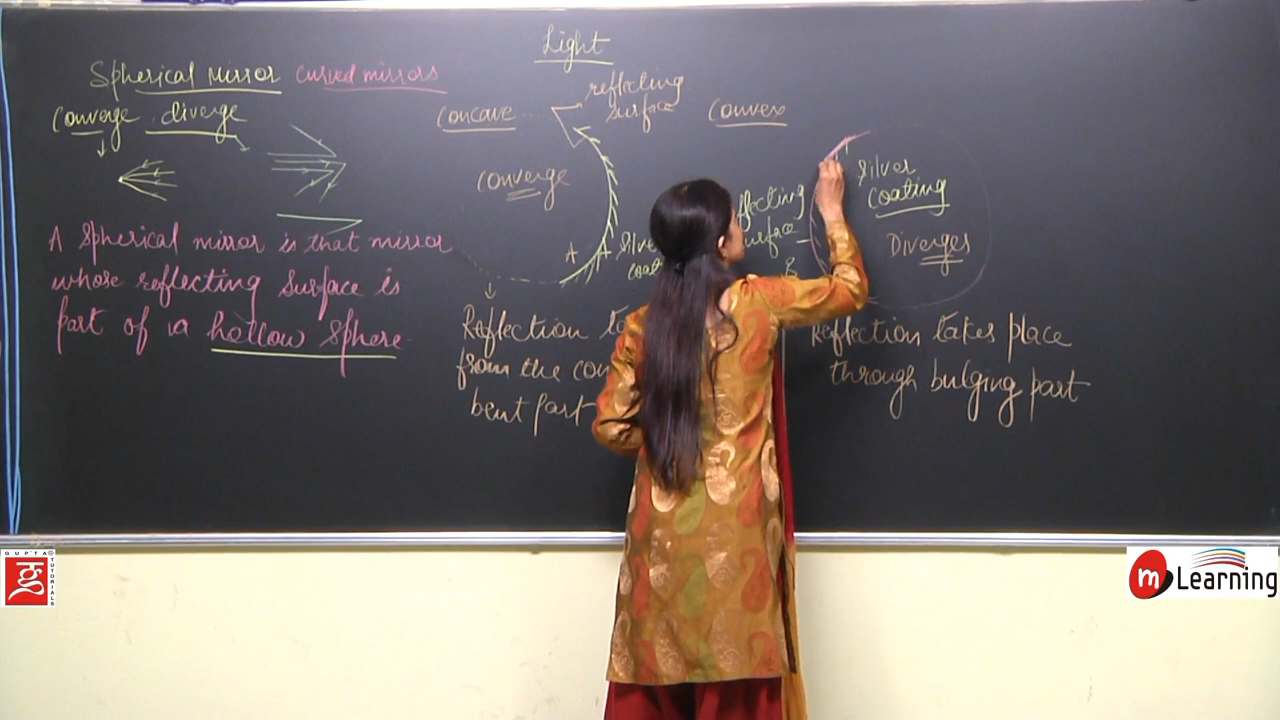 Light
Spherical Mirror Curved mirrors
Converge diverge
A Spherical mirror is that mirror
whose reflecting Surface is
part of a hollow Sphere
Concave
reflecting
surface
Converge
A
Reflection
from the
bent part
Convex
Silver
coating
Diverges
Reflection takes place
through bulging part
GUPTA
TUTORIALS
m Learning